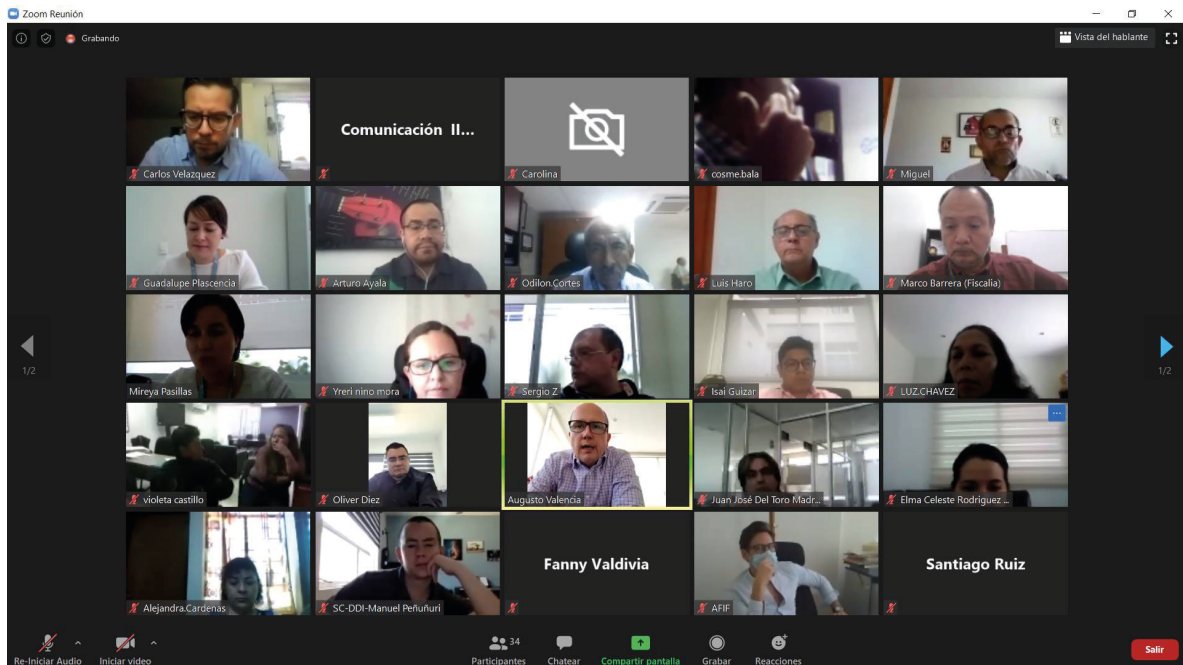 Zoom Reunión
Grabando
Vista del hablante
Comunicación II...
Carlos Velazquez
Carolina
cosme.bala
Miguel
Guadalupe Plascencia
Arturo Ayala
Odilon.Cortes
Luis Haro
Marco Barrera (Fiscalia)
Mireya Pasillas
Yreri nino mora
Sergio Z
Isai Guizar
LUZ.CHAVEZ
1/2
1/2
violeta castillo
Oliver Diez
Augusto Valencia
Juan José Del Toro Madr...
Elma Celeste Rodriguez ...
Fanny Valdivia
Santiago Ruiz
Alejandra.Cardenas
SC-DDI-Manuel Peñuñuri
AFIF
34
Re-Iniciar Audio
Iniciar video
Participantes
Chatear
Compartir pantalla
Grabar
Reacciones
Salir